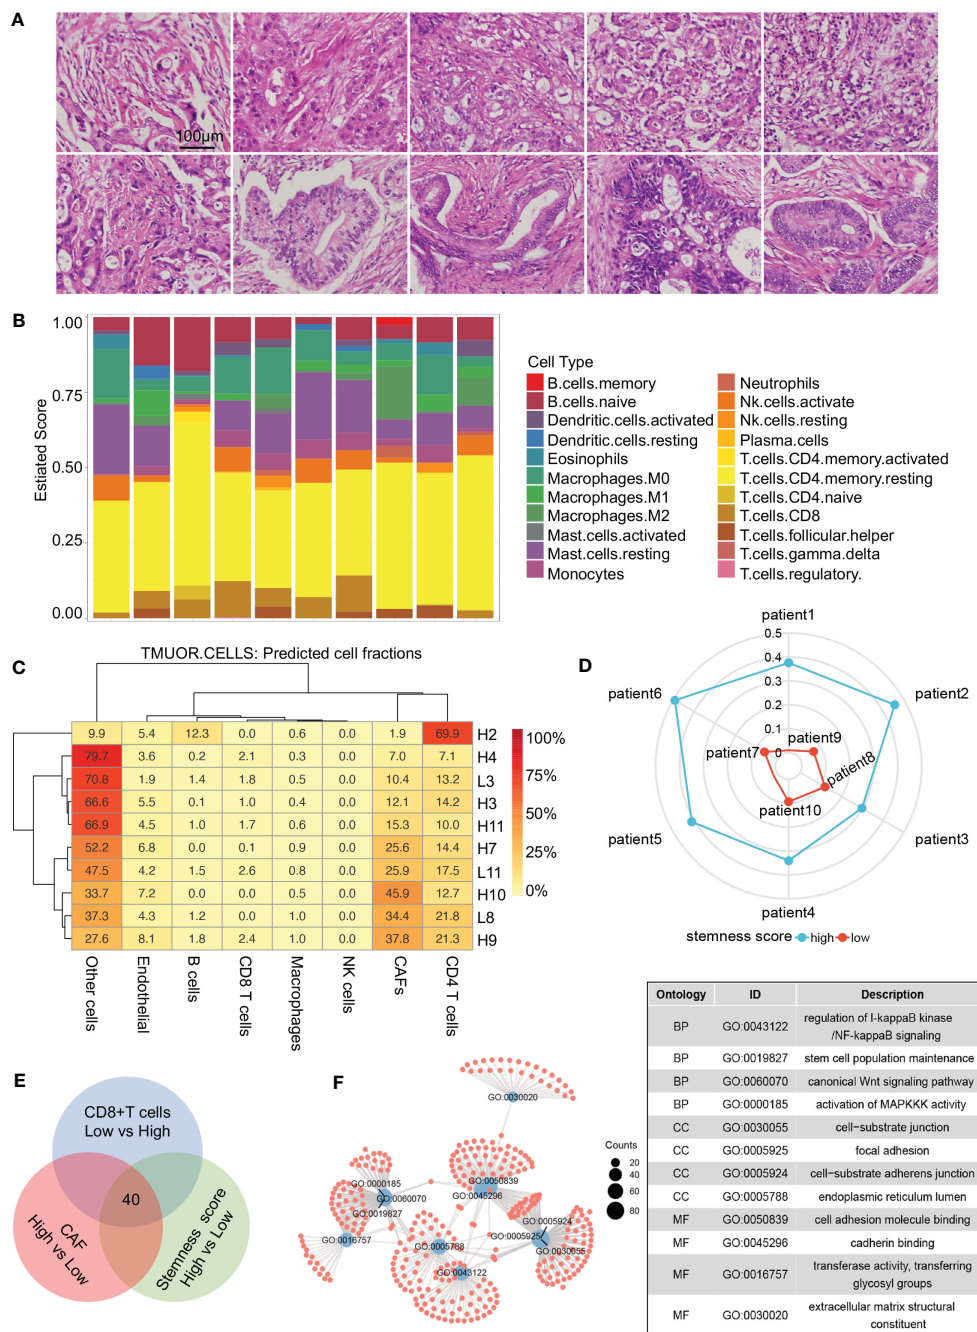 A
100μm
B
1.00
0.75
0.50
0.25
0.00
Estiated Score
Cell Type
B.cells.memory
B.cells.naive
Dendritic.cells.activated
Dendritic.cells.resting
Eosinophils
Macrophages.M0
Macrophages.M1
Macrophages.M2
Mast.cells.activated
Mast.cells.resting
Monocytes
Neutrophils
Nk.cells.activate
Nk.cells.resting
Plasma.cells
T.cells.CD4.memory.activated
T.cells.CD4.memory.resting
T.cells.CD4.naive
T.cells.CD8
T.cells.follicular.helper
T.cells.gamma.delta
T.cells.regulatory.
C
TMUOR.CELLS: Predicted cell fractions
9.9 5.4 12.3 0.0 0.6 0.0 1.9 69.9 H2
79.7 3.6 0.2 2.1 0.3 0.0 7.0 7.1 H4
70.8 1.9 1.4 1.8 0.5 0.0 10.4 13.2 L3
66.6 5.5 0.1 1.0 0.4 0.0 12.1 14.2 H3
66.9 4.5 1.0 1.7 0.6 0.0 15.3 10.0 H11
52.2 6.8 0.0 0.1 0.9 0.0 25.6 14.4 H7
47.5 4.2 1.5 2.6 0.8 0.0 25.9 17.5 L11
33.7 7.2 0.0 0.0 0.5 0.0 45.9 12.7 H10
37.3 4.3 1.2 0.0 1.0 0.0 34.4 21.8 L8
27.6 8.1 1.8 2.4 1.0 0.0 37.8 21.3 H9
Other cells
Endothelial
B cells
CD8 T cells
Macrophages
NK cells
CAFs
CD4 T cells
100%
75%
50%
25%
0%
D
patient1
0.5
0.4
0.3
0.2
0.1
0
patient6
patient2
patient7
patient9
patient8
patient10
patient5
patient3
patient4
stemness score high low
E
CD8+T cells
Low vs High
40
CAF
High vs Low
Stemness score
High vs Low
F
GO:0030020
GO:0000185
GO:0050839
GO:0060070
GO:0045296
GO:0019827
GO:0005924
GO:0016757
GO:0005788
GO:0005925
GO:0030055
GO:0043122
Counts
20
40
60
80
Ontology ID Description
BP GO:0043122 regulation of I-kappaB kinase
/NF-kappaB signaling
BP GO:0019827 stem cell population maintenance
BP GO:0060070 canonical Wnt signaling pathway
BP GO:0000185 activation of MAPKKK activity
CC GO:0030055 cell−substrate junction
CC GO:0005925 focal adhesion
CC GO:0005924 cell−substrate adherens junction
CC GO:0005788 endoplasmic reticulum lumen
MF GO:0050839 cell adhesion molecule binding
MF GO:0045296 cadherin binding
MF GO:0016757 transferase activity, transferring
glycosyl groups
MF GO:0030020 extracellular matrix structural
constituent